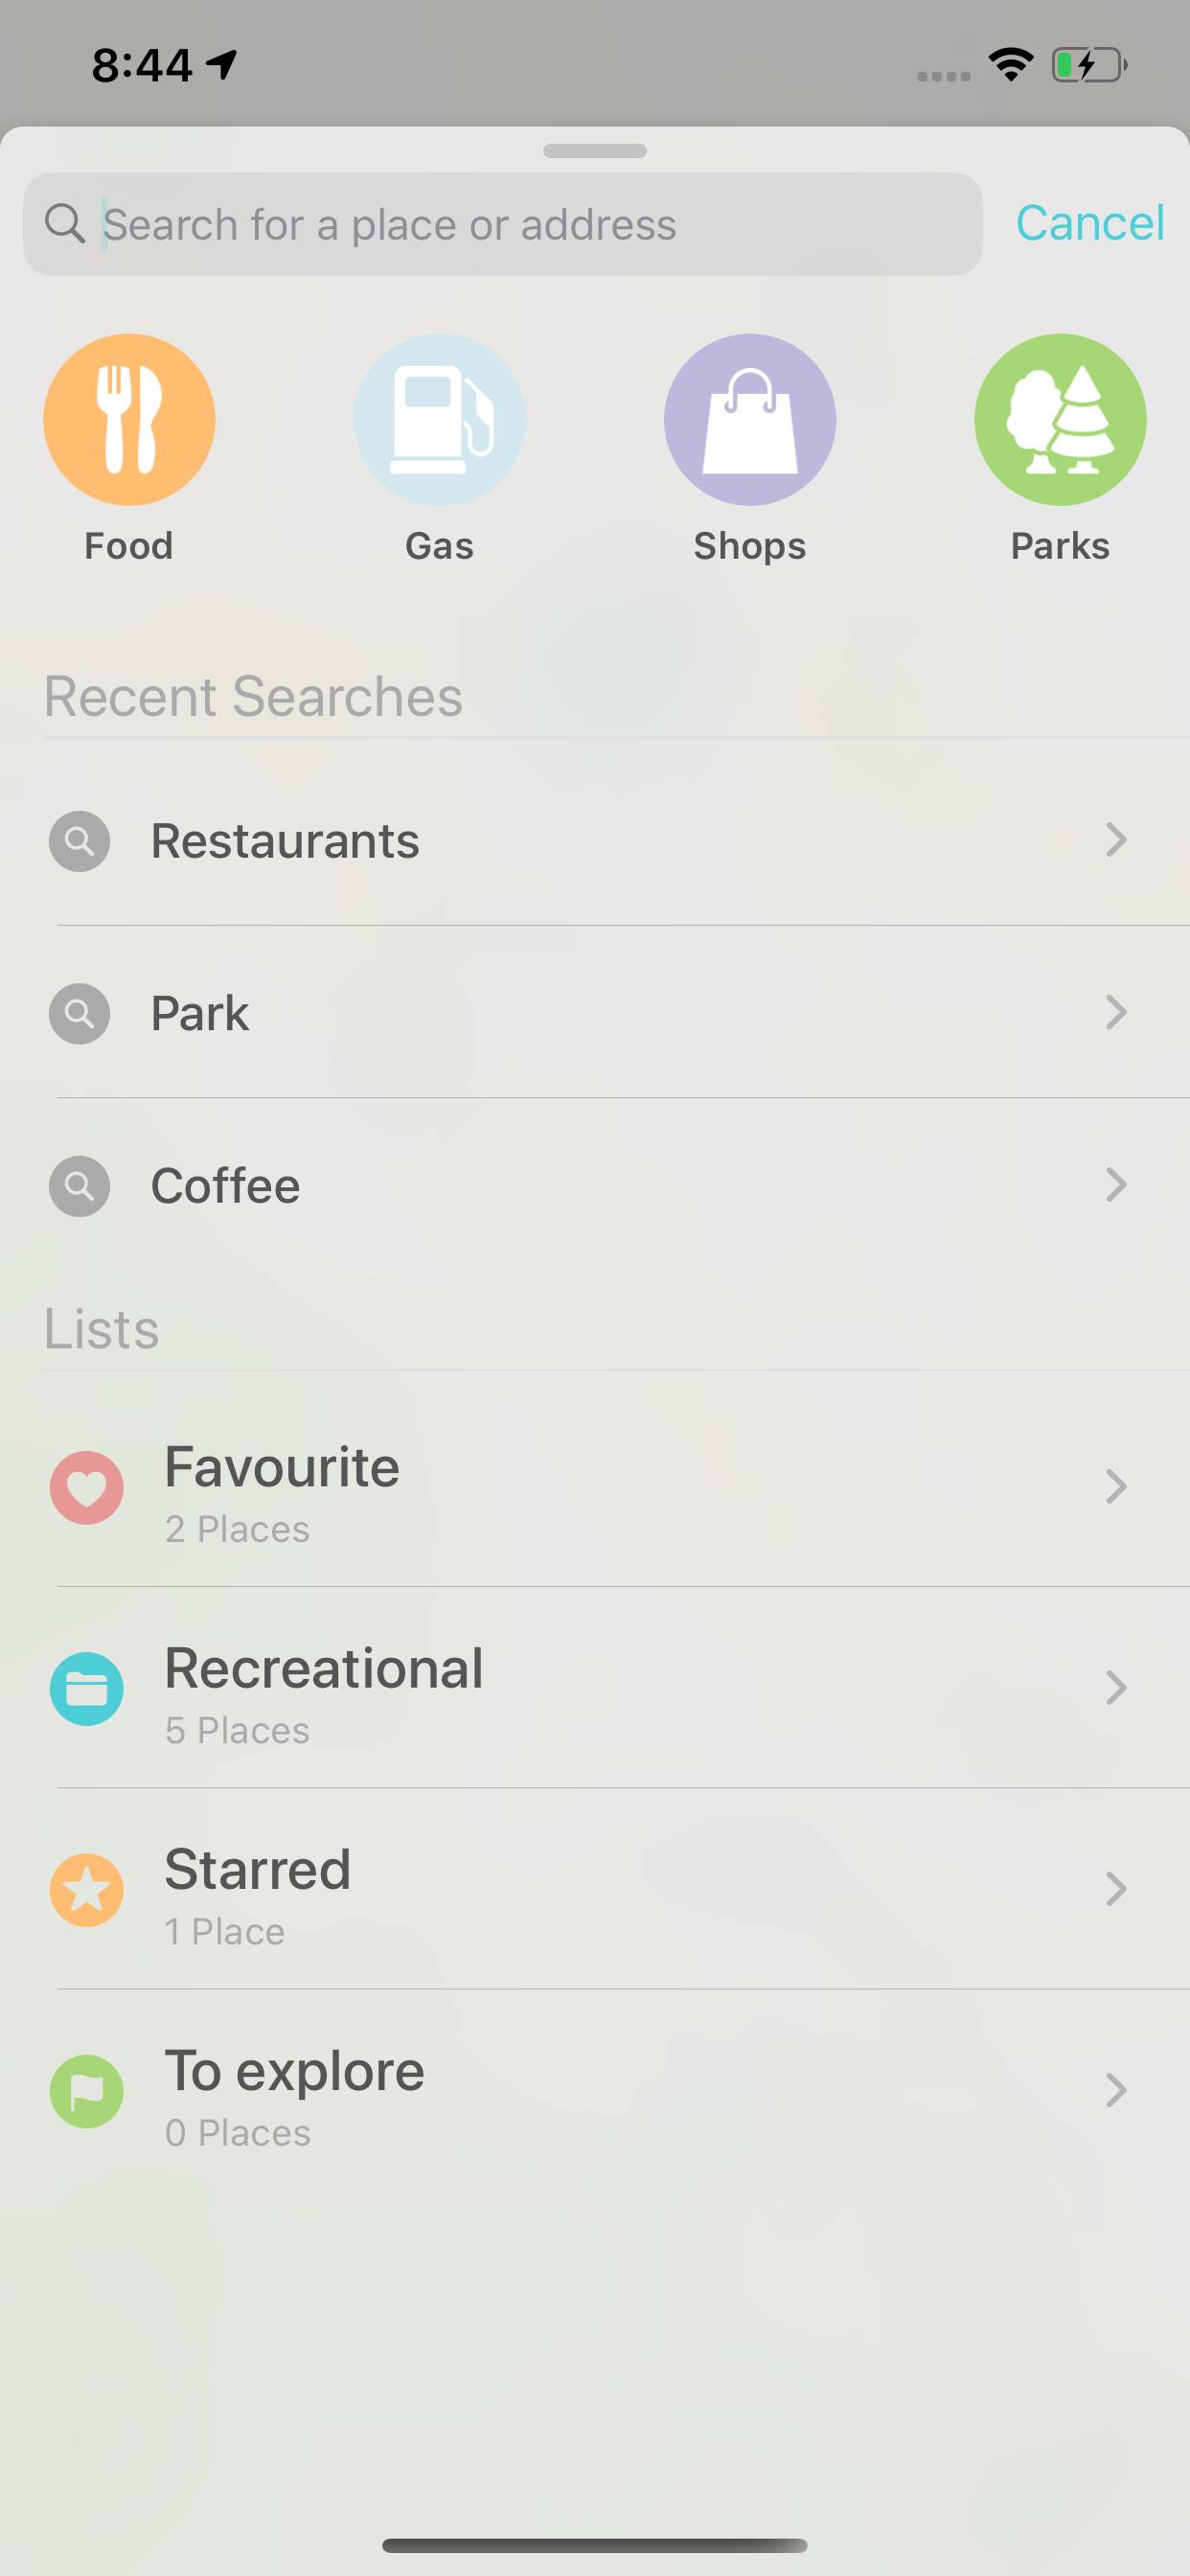 8:44
Search for a place or address
Cancel
Food
Gas
Shops
Parks
Recent Searches
Restaurants
Park
Coffee
Lists
Favourite
2 Places
Recreational
5 Places
Starred
1 Place
To explore
0 Places